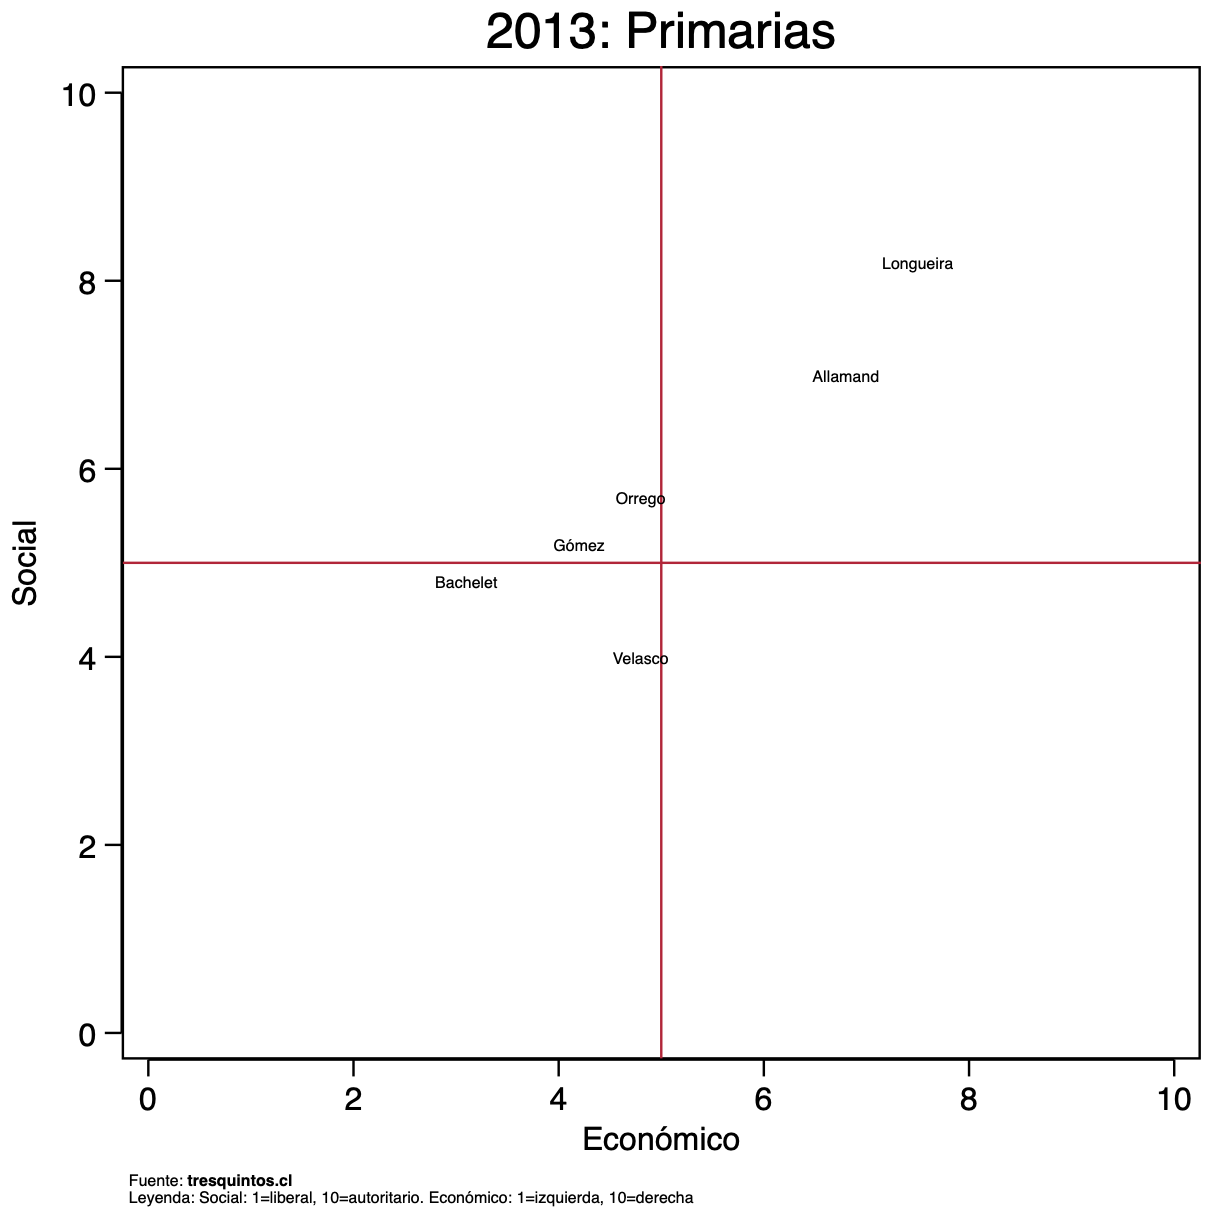 2013: Primarias
10
8
6
4
2
0
Social
Longueira
Allamand
Orrego
Gómez
Bachelet
Velasco
0 2 4 6 8 10
Económico
Fuente: tresquintos.cl
Leyenda: Social: 1=liberal, 10=autoritario. Económico: 1=izquierda, 10=derecha